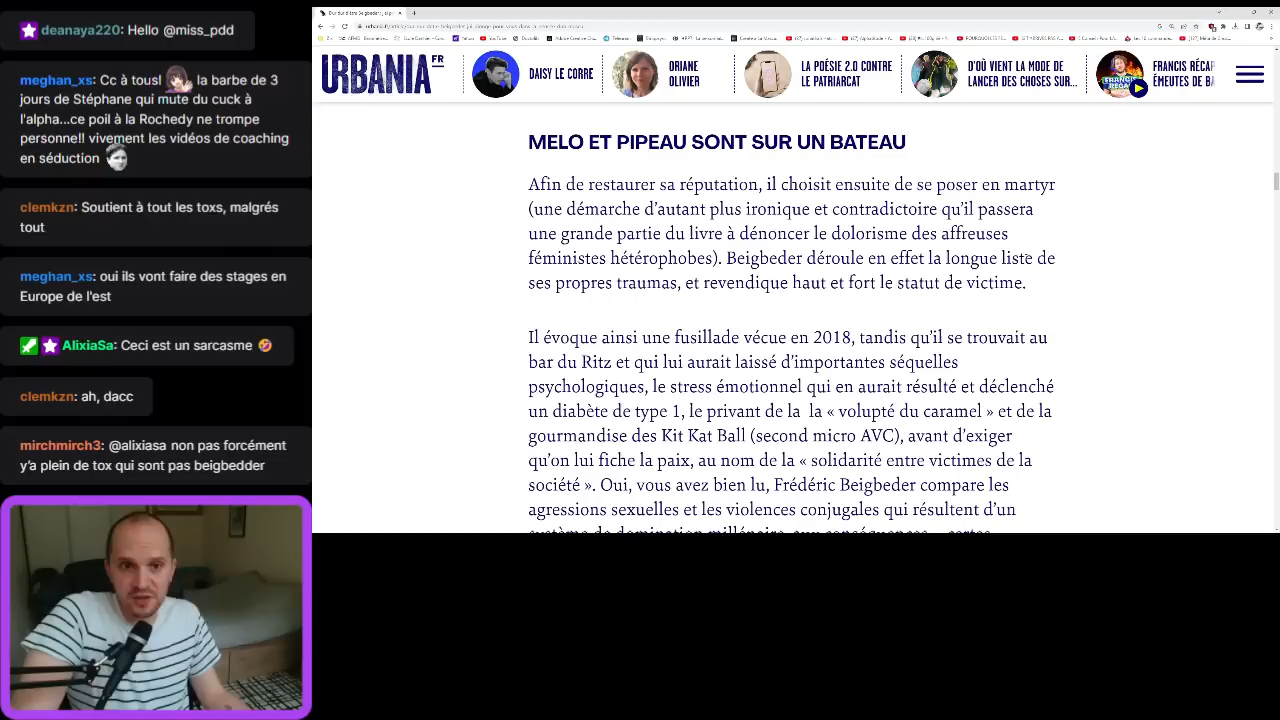 deanaya220: Hello @miss_pdd
meghan_xs: Cc à tous! la barbe de 3
jours de Stéphane qui mute du cuck à
l'alpha...ce poil à la Rochedy ne trompe
personne!! vivement les vidéos de coaching
en séduction
clemkzn: Soutient à tout les toxs, malgrés
tout
meghan_xs: oui ils vont faire des stages en
Europe de l'est
AlixiaSa: Ceci est un sarcasme 🤣
clemkzn: ah, dacc
mirchmirch3: @alixiasa non pas forcément
y'a plein de tox qui sont pas beigbedder
URBANIA FR
DAISY LE CORRE
ORIANE
OLIVIER
LA POÉSIE 2.0 CONTRE
LE PATRIARCAT
D'OÙ VIENT LA MODE DE
LANCER DES CHOSES SUR...
FRANCIS RÉCAP
ÉMEUTES DE BA
MELO ET PIPEAU SONT SUR UN BATEAU
Afin de restaurer sa réputation, il choisit ensuite de se poser en martyr
(une démarche d'autant plus ironique et contradictoire qu'il passera
une grande partie du livre à dénoncer le dolorisme des affreuses
féministes hétérophobes). Beigbeder déroule en effet la longue liste de
ses propres traumas, et revendique haut et fort le statut de victime.
Il évoque ainsi une fusillade vécue en 2018, tandis qu'il se trouvait au
bar du Ritz et qui lui aurait laissé d'importantes séquelles
psychologiques, le stress émotionnel qui en aurait résulté et déclenché
un diabète de type 1, le privant de la la « volupté du caramel » et de la
gourmandise des Kit Kat Ball (second micro AVC), avant d'exiger
qu'on lui fiche la paix, au nom de la « solidarité entre victimes de la
société ». Oui, vous avez bien lu, Frédéric Beigbeder compare les
agressions sexuelles et les violences conjugales qui résultent d'un
système de domination millénaire, aux conséquences